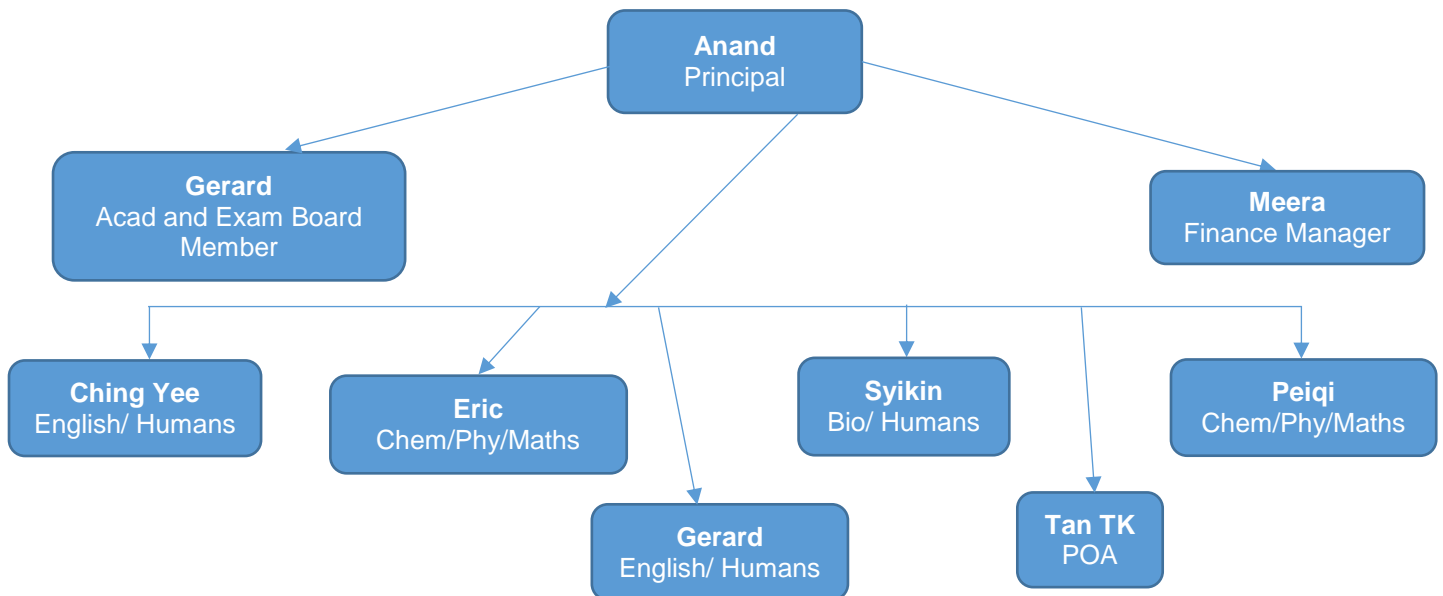 Anand
Principal
Gerard
Acad and Exam Board
Member
Meera
Finance Manager
Ching Yee
English/ Humans
Eric
Chem/Phy/Maths
Gerard
English/ Humans
Syikin
Bio/ Humans
Tan TK
POA
Peiqi
Chem/Phy/Maths